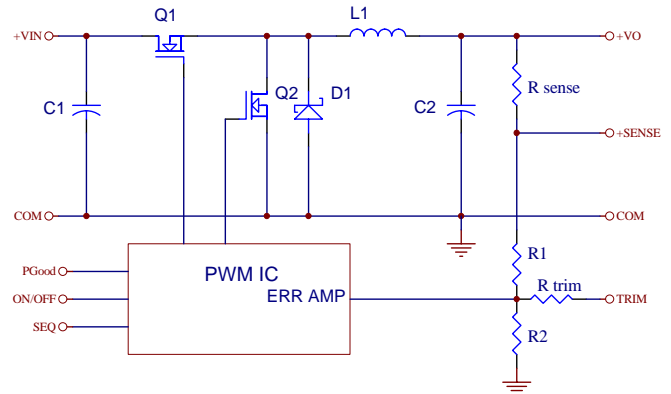 Q1
L1
+VIN
+VO
C1
Q2
D1
C2
R sense
+SENSE
COM
COM
PGood
PWM IC
R1
ON/OFF
ERR AMP
R trim
TRIM
SEQ
R2